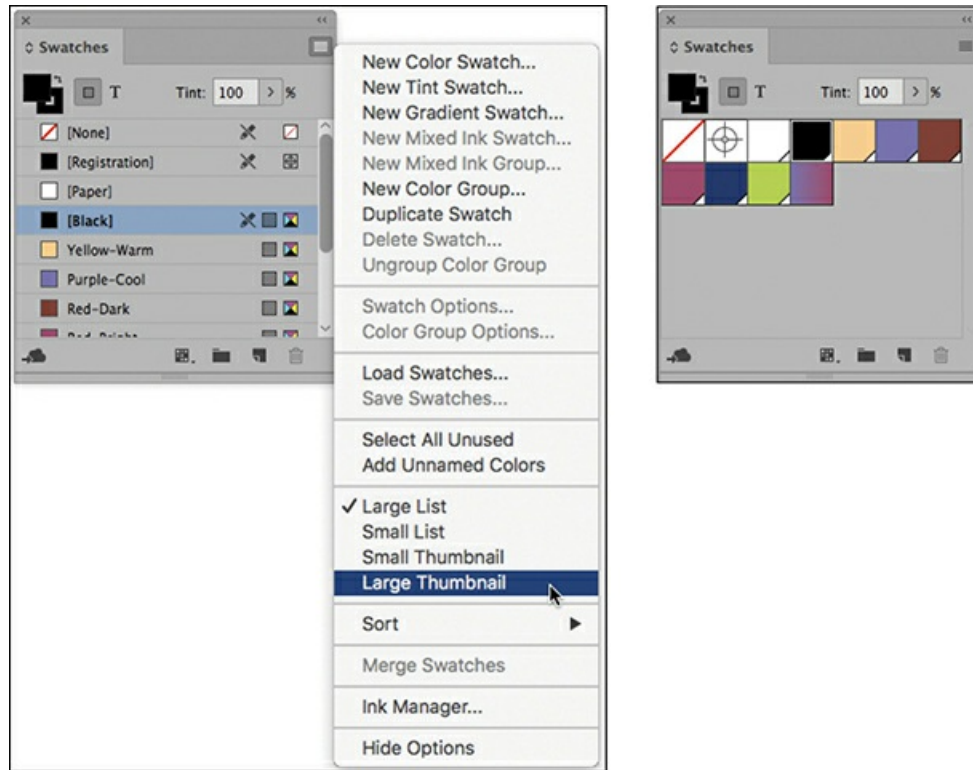 Swatches
T Tint: 100 > %
[None]
[Registration]
[Paper]
[Black]
Yellow-Warm
Purple-Cool
Red-Dark
Red-Bright
New Color Swatch...
New Tint Swatch...
New Gradient Swatch...
New Mixed Ink Swatch...
New Mixed Ink Group...
New Color Group...
Duplicate Swatch
Delete Swatch...
Ungroup Color Group
Swatch Options...
Color Group Options...
Load Swatches...
Save Swatches...
Select All Unused
Add Unnamed Colors
✓ Large List
Small List
Small Thumbnail
Large Thumbnail
Sort
Merge Swatches
Ink Manager...
Hide Options
Swatches
T Tint: 100 > %